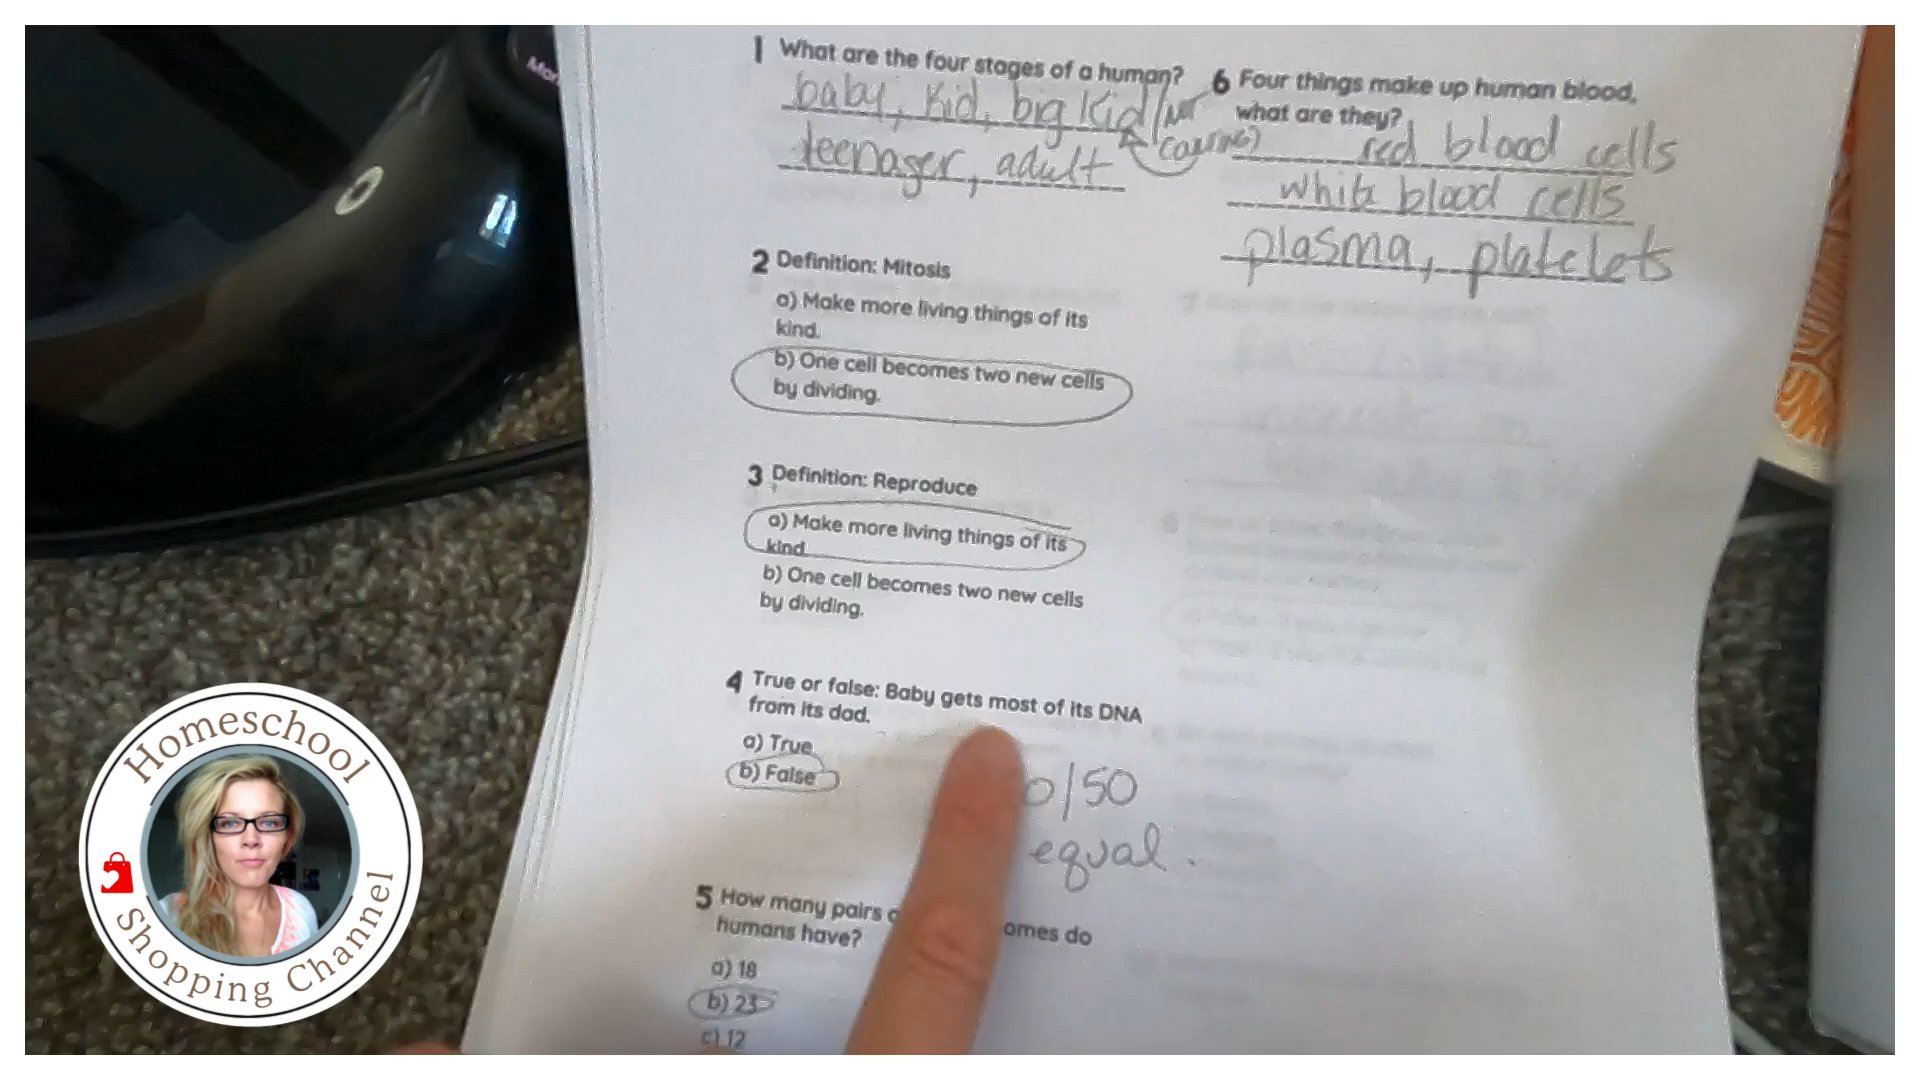 Mor
1 What are the four stages of a human?
baby, kid, big kid/
teenager, adult
2 Definition: Mitosis
a) Make more living things of its
kind.
b) One cell becomes two new cells
by dividing.
3 Definition: Reproduce
a) Make more living things of its
kind
b) One cell becomes two new cells
by dividing.
4 True or false: Baby gets most of its DNA
from its dad.
a) True
b) False
0/50
equal.
5 How many pairs omes do
humans have?
a) 18
b) 23
c) 12
6 Four things make up human blood,
what are they?
red blood cells
white blood cells
plasma, platelets
Homeschool
Shopping Channel